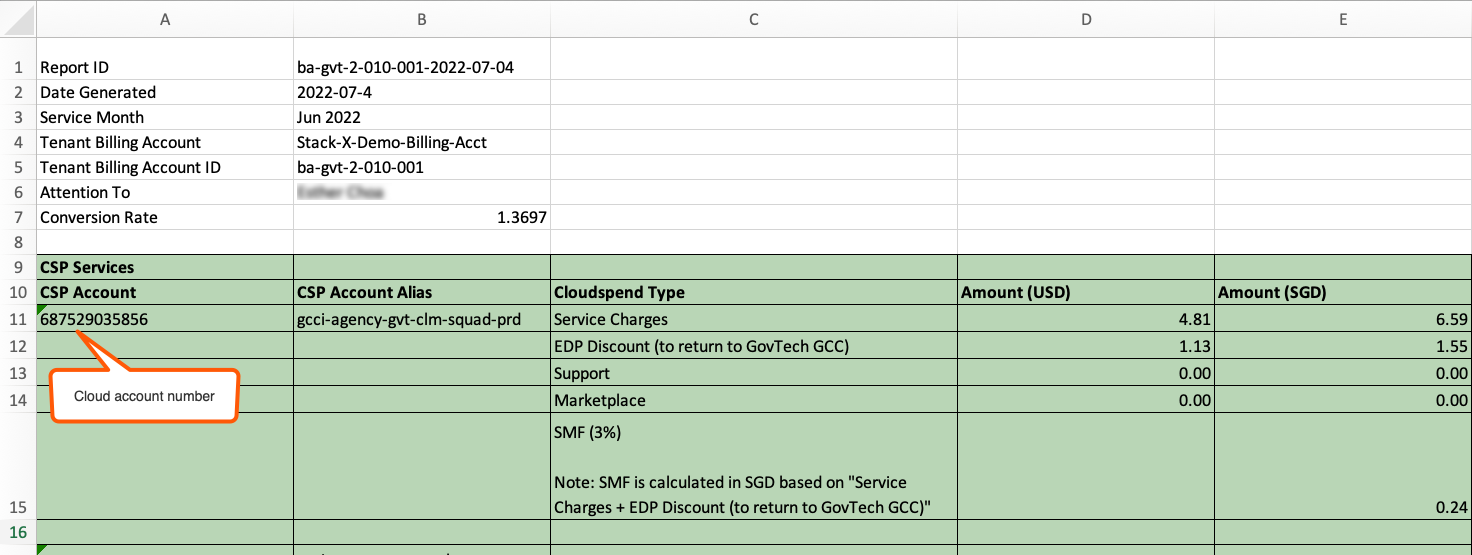 A B C D E
1 Report ID ba-gvt-2-010-001-2022-07-04
2 Date Generated 2022-07-4
3 Service Month Jun 2022
4 Tenant Billing Account Stack-X-Demo-Billing-Acct
5 Tenant Billing Account ID ba-gvt-2-010-001
6 Attention To
7 Conversion Rate 1.3697
8
9 CSP Services
10 CSP Account CSP Account Alias Cloudspend Type Amount (USD) Amount (SGD)
11 687529035856 gcci-agency-gvt-clm-squad-prd Service Charges 4.81 6.59
12 EDP Discount (to return to GovTech GCC) 1.13 1.55
13 Support 0.00 0.00
Cloud account number
14 Marketplace 0.00 0.00
SMF (3%)
Note: SMF is calculated in SGD based on "Service
15 Charges + EDP Discount (to return to GovTech GCC)" 0.24
16